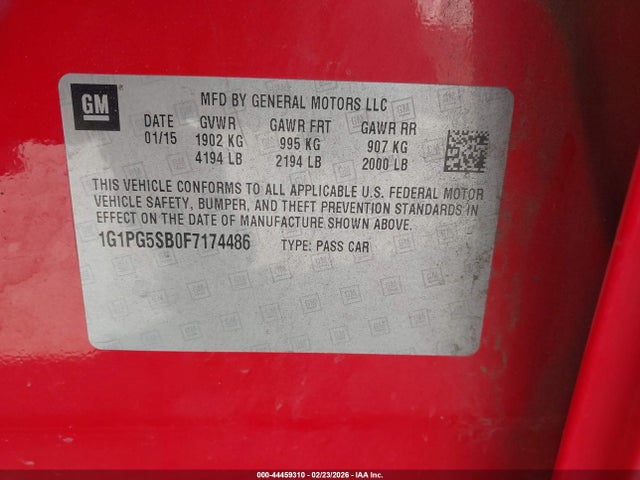 GM
MFD BY GENERAL MOTORS LLC
DATE GVWR GAWR FRT GAWR RR
01/15 1902 KG 995 KG 907 KG
4194 LB 2194 LB 2000 LB
THIS VEHICLE CONFORMS TO ALL APPLICABLE U.S. FEDERAL MOTOR
VEHICLE SAFETY, BUMPER, AND THEFT PREVENTION STANDARDS IN
EFFECT ON THE DATE OF MANUFACTURE SHOWN ABOVE.
1G1PG5SB0F7174486 TYPE: PASS CAR
000-44459310 - 02/23/2026 - IAA Inc.